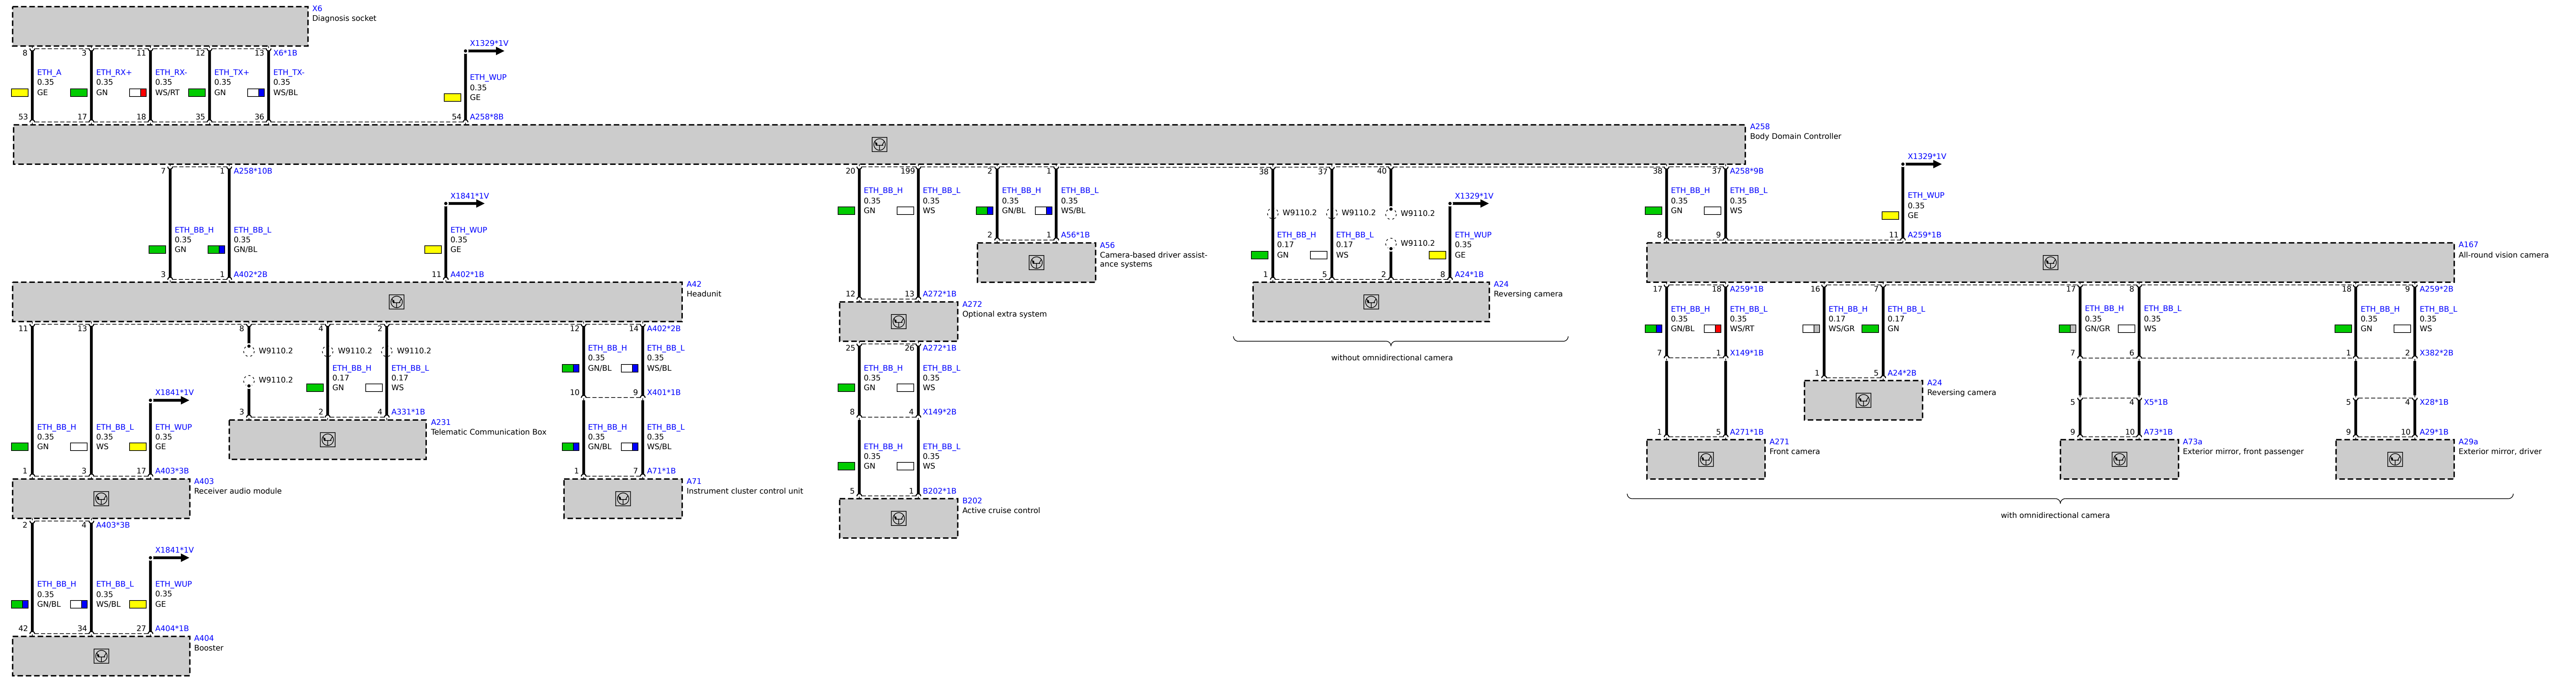 X6
Diagnosis socket
8 3 11 12 13 X6*1B
X1329*1V
ETH_A ETH_RX+ ETH_RX- ETH_TX+ ETH_TX- ETH_WUP
0.35 0.35 0.35 0.35 0.35 0.35
GE GN WS/RT GN WS/BL GE
53 17 18 35 36 54 A258*8B
A258
Body Domain Controller
7 1 A258*10B
20 199 2 1 38 37 40 38 37 A258*9B
X1329*1V
ETH_BB_H ETH_BB_L ETH_BB_H ETH_BB_L
0.35 0.35 0.35 0.35
GN WS GN/BL WS/BL
ETH_BB_H ETH_BB_L ETH_WUP
0.35 0.35 0.35
GN WS GE
X1841*1V
X1329*1V
W9110.2 W9110.2 W9110.2
W9110.2
ETH_BB_H ETH_BB_L ETH_WUP
0.35 0.35 0.35
GN GN/BL GE
ETH_BB_H ETH_BB_L ETH_WUP
0.17 0.17 0.35
GN WS GE
2 1 A56*1B
A56
Camera-based driver assist-
ance systems
8 9 11 A259*1B
A167
All-round vision camera
3 1 A402*2B 11 A402*1B
1 5 2 8 A24*1B
A42
Headunit
12 13 A272*1B
A272
Optional extra system
A24
Reversing camera
without omnidirectional camera
17 18 A259*1B 16 7 17 8 18 9 A259*2B
ETH_BB_H ETH_BB_L ETH_BB_H ETH_BB_L ETH_BB_H ETH_BB_L ETH_BB_H ETH_BB_L
0.35 0.35 0.17 0.17 0.35 0.35 0.35 0.35
GN/BL WS/RT WS/GR GN GN/GR WS GN WS
11 13 8 4 2 12 14 A402*2B
W9110.2 W9110.2 W9110.2
W9110.2
ETH_BB_H ETH_BB_L
0.17 0.17
GN WS
ETH_BB_H ETH_BB_L
0.35 0.35
GN/BL WS/BL
25 26 A272*1B
ETH_BB_H ETH_BB_L
0.35 0.35
GN WS
7 1 X149*1B 7 6 1 2 X382*2B
1 5 A24*2B
A24
Reversing camera
X1841*1V
10 9 X401*1B
8 4 X149*2B
5 4 X5*1B 5 4 X28*1B
3 2 4 A331*1B
A231
Telematic Communication Box
ETH_BB_H ETH_BB_L ETH_WUP
0.35 0.35 0.35
GN WS GE
ETH_BB_H ETH_BB_L
0.35 0.35
GN/BL WS/BL
ETH_BB_H ETH_BB_L
0.35 0.35
GN WS
1 5 A271*1B 9 10 A73*1B 9 10 A29*1B
A271
Front camera
A73a
Exterior mirror, front passenger
A29a
Exterior mirror, driver
with omnidirectional camera
1 3 17 A403*3B
A403
Receiver audio module
1 7 A71*1B
A71
Instrument cluster control unit
5 1 B202*1B
B202
Active cruise control
2 4 A403*3B
X1841*1V
ETH_BB_H ETH_BB_L ETH_WUP
0.35 0.35 0.35
GN/BL WS/BL GE
42 34 27 A404*1B
A404
Booster